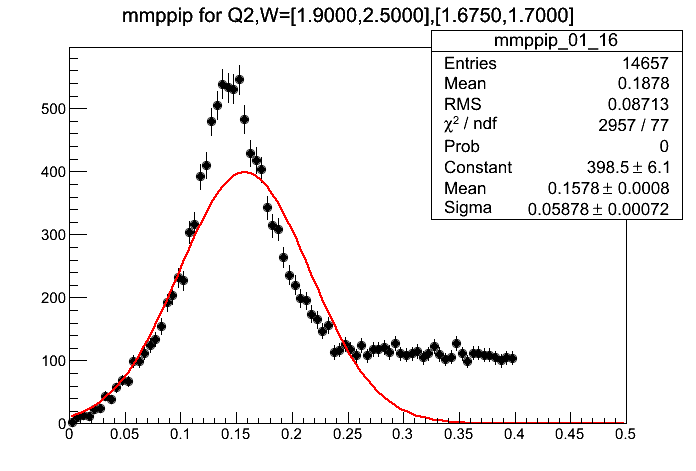 mmppip for Q2,W=[1.9000,2.5000],[1.6750,1.7000]
mmppip_01_16
Entries 14657
Mean 0.1878
RMS 0.08713
χ² / ndf 2957 / 77
Prob 0
Constant 398.5 ± 6.1
Mean 0.1578 ± 0.0008
Sigma 0.05878 ± 0.00072
500
400
300
200
100
0
0 0.05 0.1 0.15 0.2 0.25 0.3 0.35 0.4 0.45 0.5